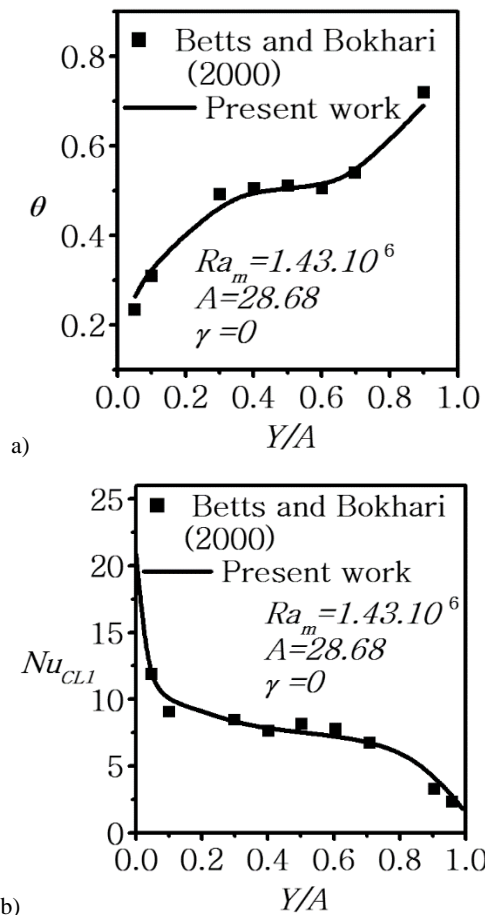 0.8
0.6
0.4
0.2
θ
■ Betts and Bokhari
(2000)
Present work
Ra_m=1.43.10^6
A=28.68
γ =0
0.0 0.2 0.4 0.6 0.8 1.0
Y/A
a)
25
20
15
10
5
0
Nu_CL1
■ Betts and Bokhari
(2000)
Present work
Ra_m=1.43.10^6
A=28.68
γ =0
0.0 0.2 0.4 0.6 0.8 1.0
Y/A
b)